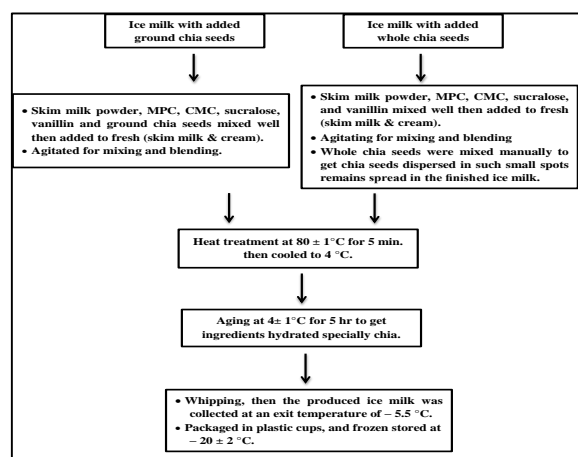 Ice milk with added
ground chia seeds
Ice milk with added
whole chia seeds
• Skim milk powder, MPC, CMC, sucralose,
vanillin and ground chia seeds mixed well
then added to fresh (skim milk & cream).
• Agitated for mixing and blending.
• Skim milk powder, MPC, CMC, sucralose,
and vanillin mixed well then added to fresh
(skim milk & cream).
• Agitating for mixing and blending
• Whole chia seeds were mixed manually to
get chia seeds dispersed in such small spots
remains spread in the finished ice milk.
Heat treatment at 80 ± 1°C for 5 min.
then cooled to 4 °C.
Aging at 4± 1°C for 5 hr to get
ingredients hydrated specially chia.
• Whipping, then the produced ice milk was
collected at an exit temperature of – 5.5 °C.
• Packaged in plastic cups, and frozen stored at
– 20 ± 2 °C.